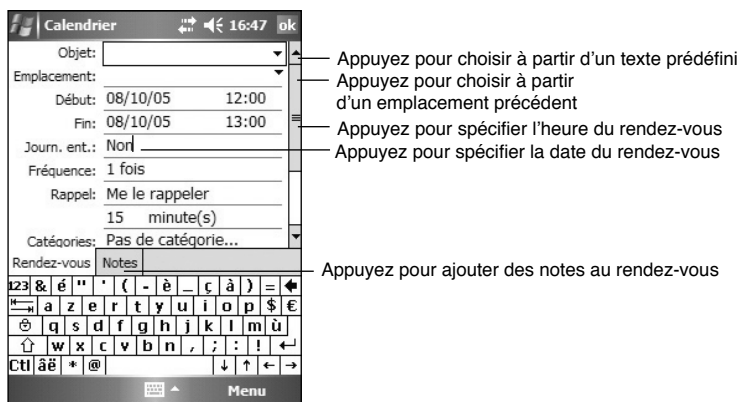 Calendrier 16:47 ok
Objet:
Emplacement:
Début: 08/10/05 12:00
Fin: 08/10/05 13:00
Journ. ent.: Non
Fréquence: 1 fois
Rappel: Me le rappeler
15 minute(s)
Catégories: Pas de catégorie...
Rendez-vous Notes
123 & é " ' ( - è _ ç à ) =
a z e r t y u i o p $ €
q s d f g h j k l m ù
w x c v b n , ; : ! 
Ctl âë * @ ↓ ↑ ← →
Menu
Appuyez pour choisir à partir d'un texte prédéfini
Appuyez pour choisir à partir
d'un emplacement précédent
Appuyez pour spécifier l'heure du rendez-vous
Appuyez pour spécifier la date du rendez-vous
Appuyez pour ajouter des notes au rendez-vous